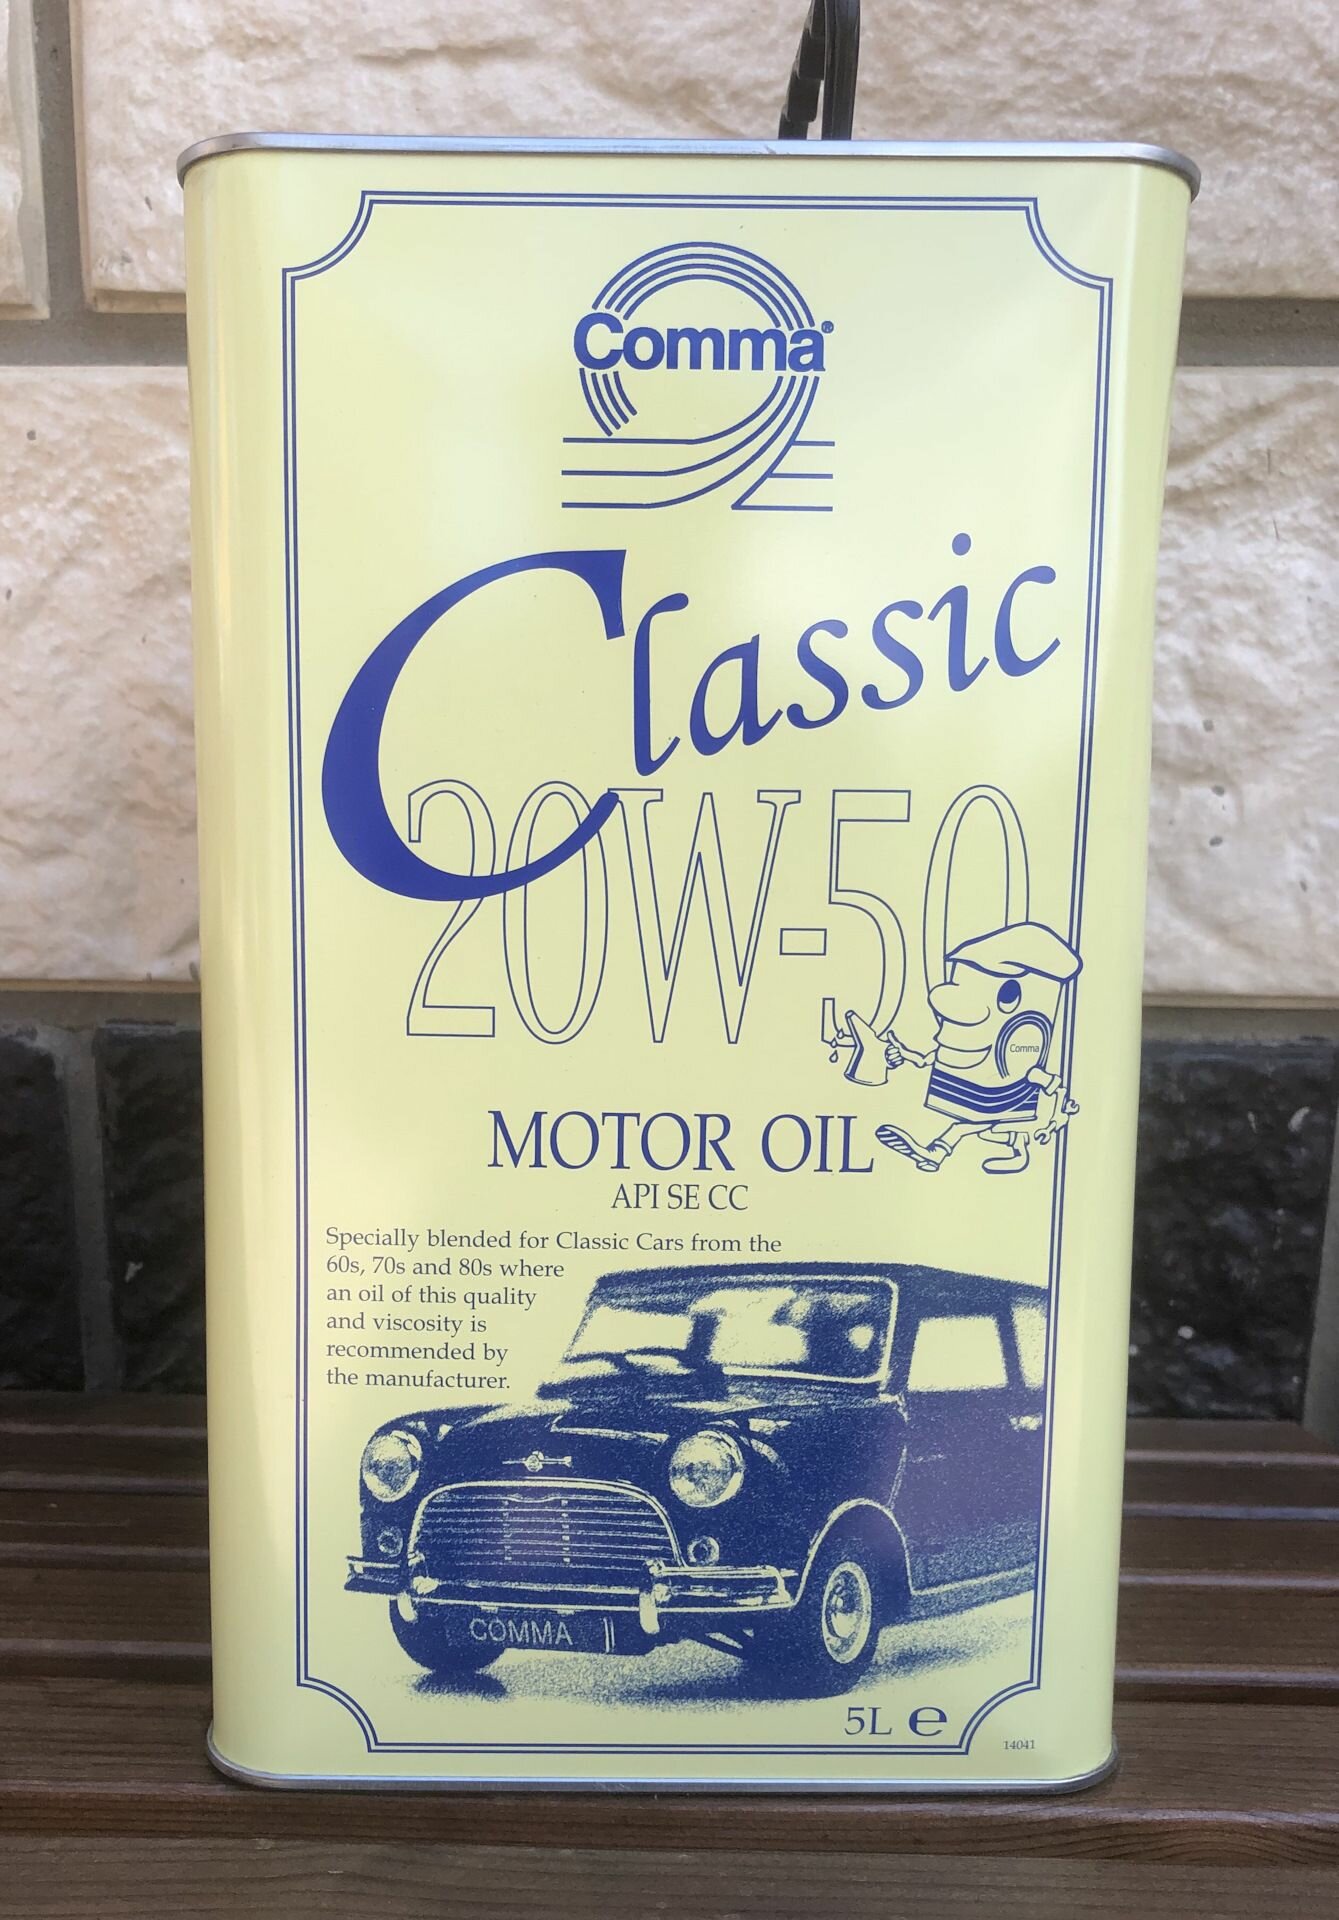 Comma®
Classic
20W-50
Comma
MOTOR OIL
API SE CC
Specially blended for Classic Cars from the
60s, 70s and 80s where
an oil of this quality
and viscosity is
recommended by
the manufacturer.
COMMA
5L ℮
14041